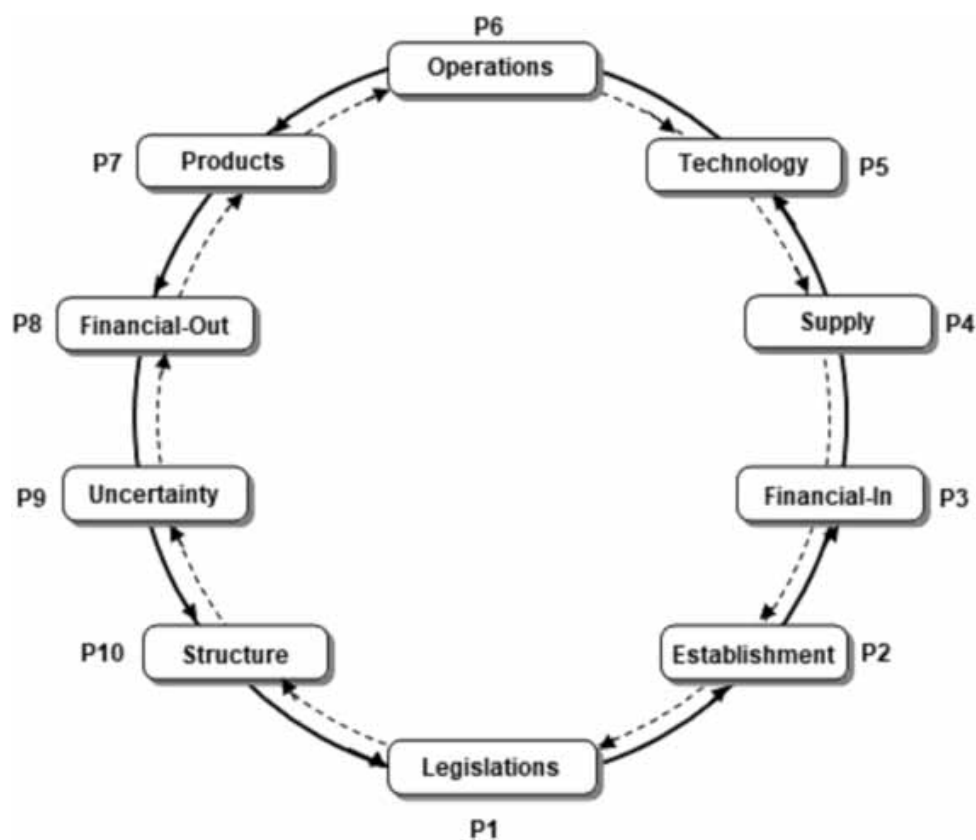 P6
Operations
P7
Products
Technology
P5
P8
Financial-Out
Supply
P4
P9
Uncertainty
Financial-In
P3
P10
Structure
Establishment
P2
Legislations
P1